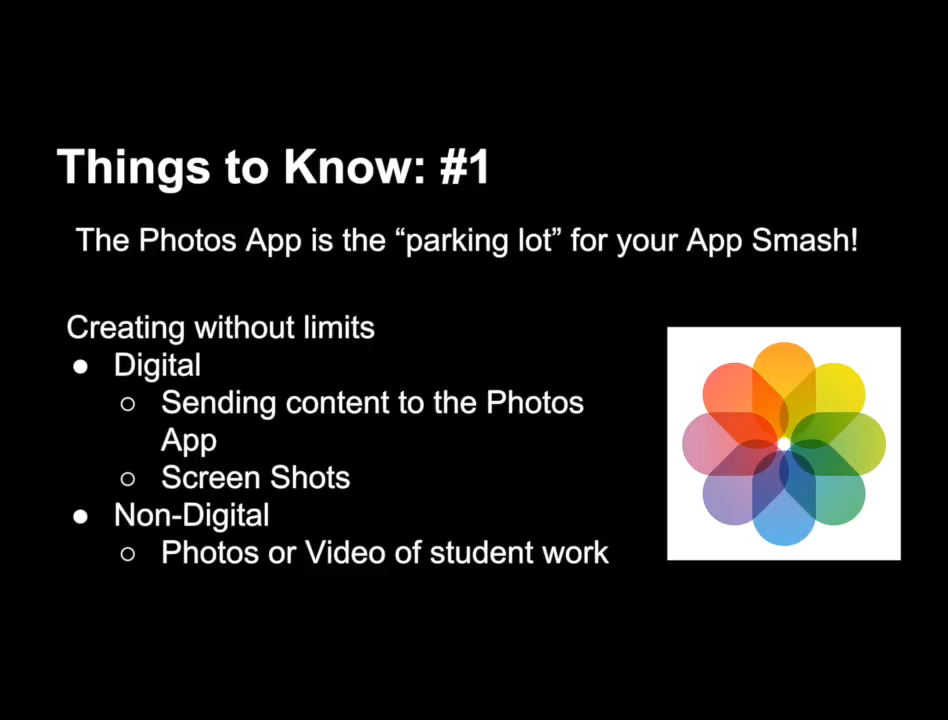 Things to Know: #1
The Photos App is the “parking lot” for your App Smash!
Creating without limits
● Digital
○ Sending content to the Photos
App
○ Screen Shots
● Non-Digital
○ Photos or Video of student work